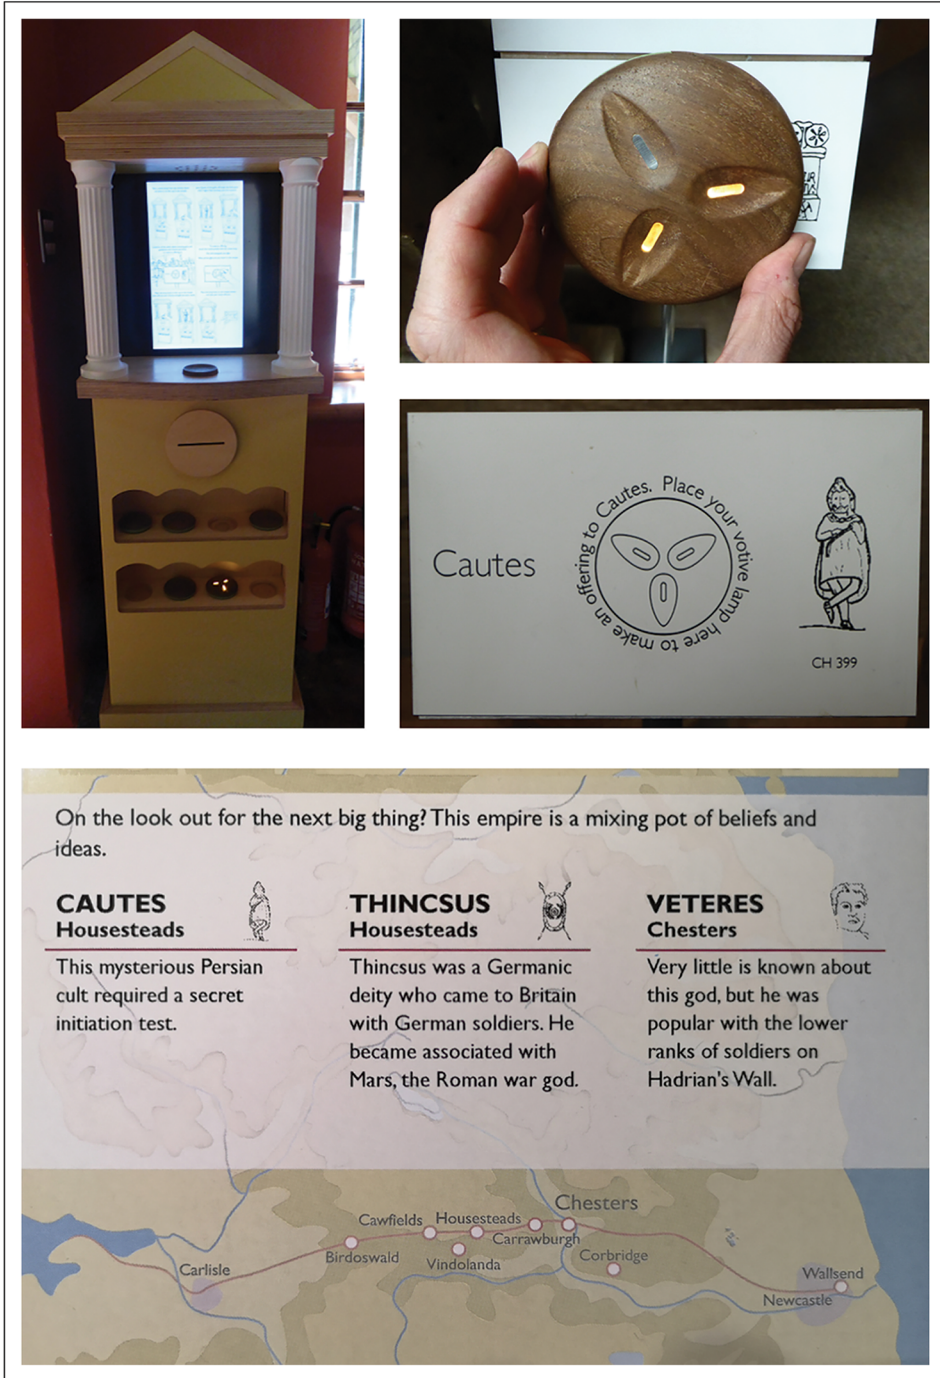 Cautes
Place your votive lamp here to make an offering to Cautes.
CH 399
On the look out for the next big thing? This empire is a mixing pot of beliefs and
ideas.
CAUTES
Housesteads
This mysterious Persian
cult required a secret
initiation test.
THINCSUS
Housesteads
Thincsus was a Germanic
deity who came to Britain
with German soldiers. He
became associated with
Mars, the Roman war god.
VETERES
Chesters
Very little is known about
this god, but he was
popular with the lower
ranks of soldiers on
Hadrian's Wall.
Chesters
Cawfields
Housesteads
Carrawburgh
Birdoswald
Vindolanda
Corbridge
Carlisle
Wallsend
Newcastle